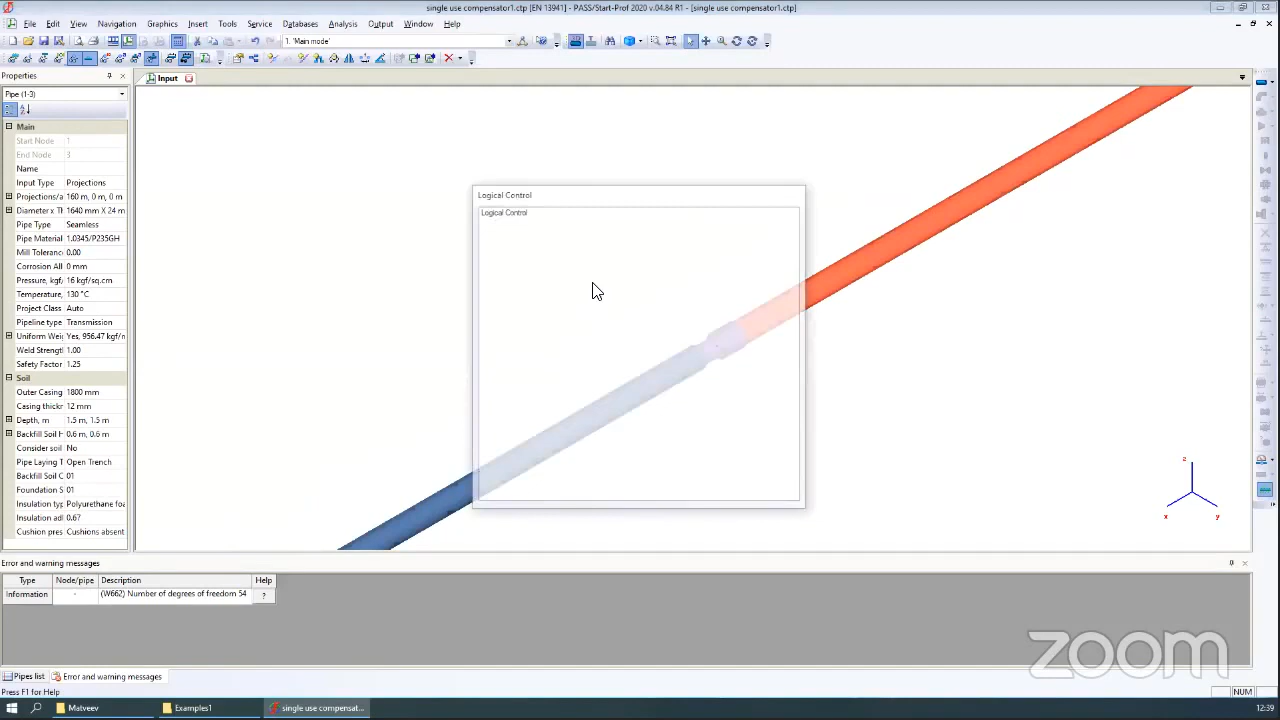 single use compensator1.ctp [EN 13941] - PASS/Start-Prof 2020 v.04.84 R1 - [single use compensator1.ctp]
File Edit View Navigation Graphics Insert Tools Service Databases Analysis Output Window Help
1. 'Main mode'
Properties
Input
Pipe (1-3)
Main
Start Node 1
End Node 3
Name
Input Type Projections
Projections/a 160 m, 0 m, 0 m
Diameter x Th 1640 mm X 24 m
Pipe Type Seamless
Pipe Material 1.0345/P235GH
Mill Toleranc 0.00
Corrosion All 0 mm
Pressure, kgf/ 16 kgf/sq.cm
Temperature, 130 °C
Project Class Auto
Pipeline type Transmission
Uniform Weig Yes, 956.47 kgf/n
Weld Strengt 1.00
Safety Factor 1.25
Soil
Outer Casing 1800 mm
Casing thickn 12 mm
Depth, m 1.5 m, 1.5 m
Backfill Soil H 0.6 m, 0.6 m
Consider soil No
Pipe Laying T Open Trench
Backfill Soil C 01
Foundation S 01
Insulation typ Polyurethane foa
Insulation adl 0.67
Cushion pres Cushions absent
Logical Control
Logical Control
z
x y
Error and warning messages
Type Node/pipe Description Help
Information - (W662) Number of degrees of freedom 54 ?
zoom
Pipes list Error and warning messages
Press F1 for Help NUM
Matveev Examples1 single use compensat... 12:39